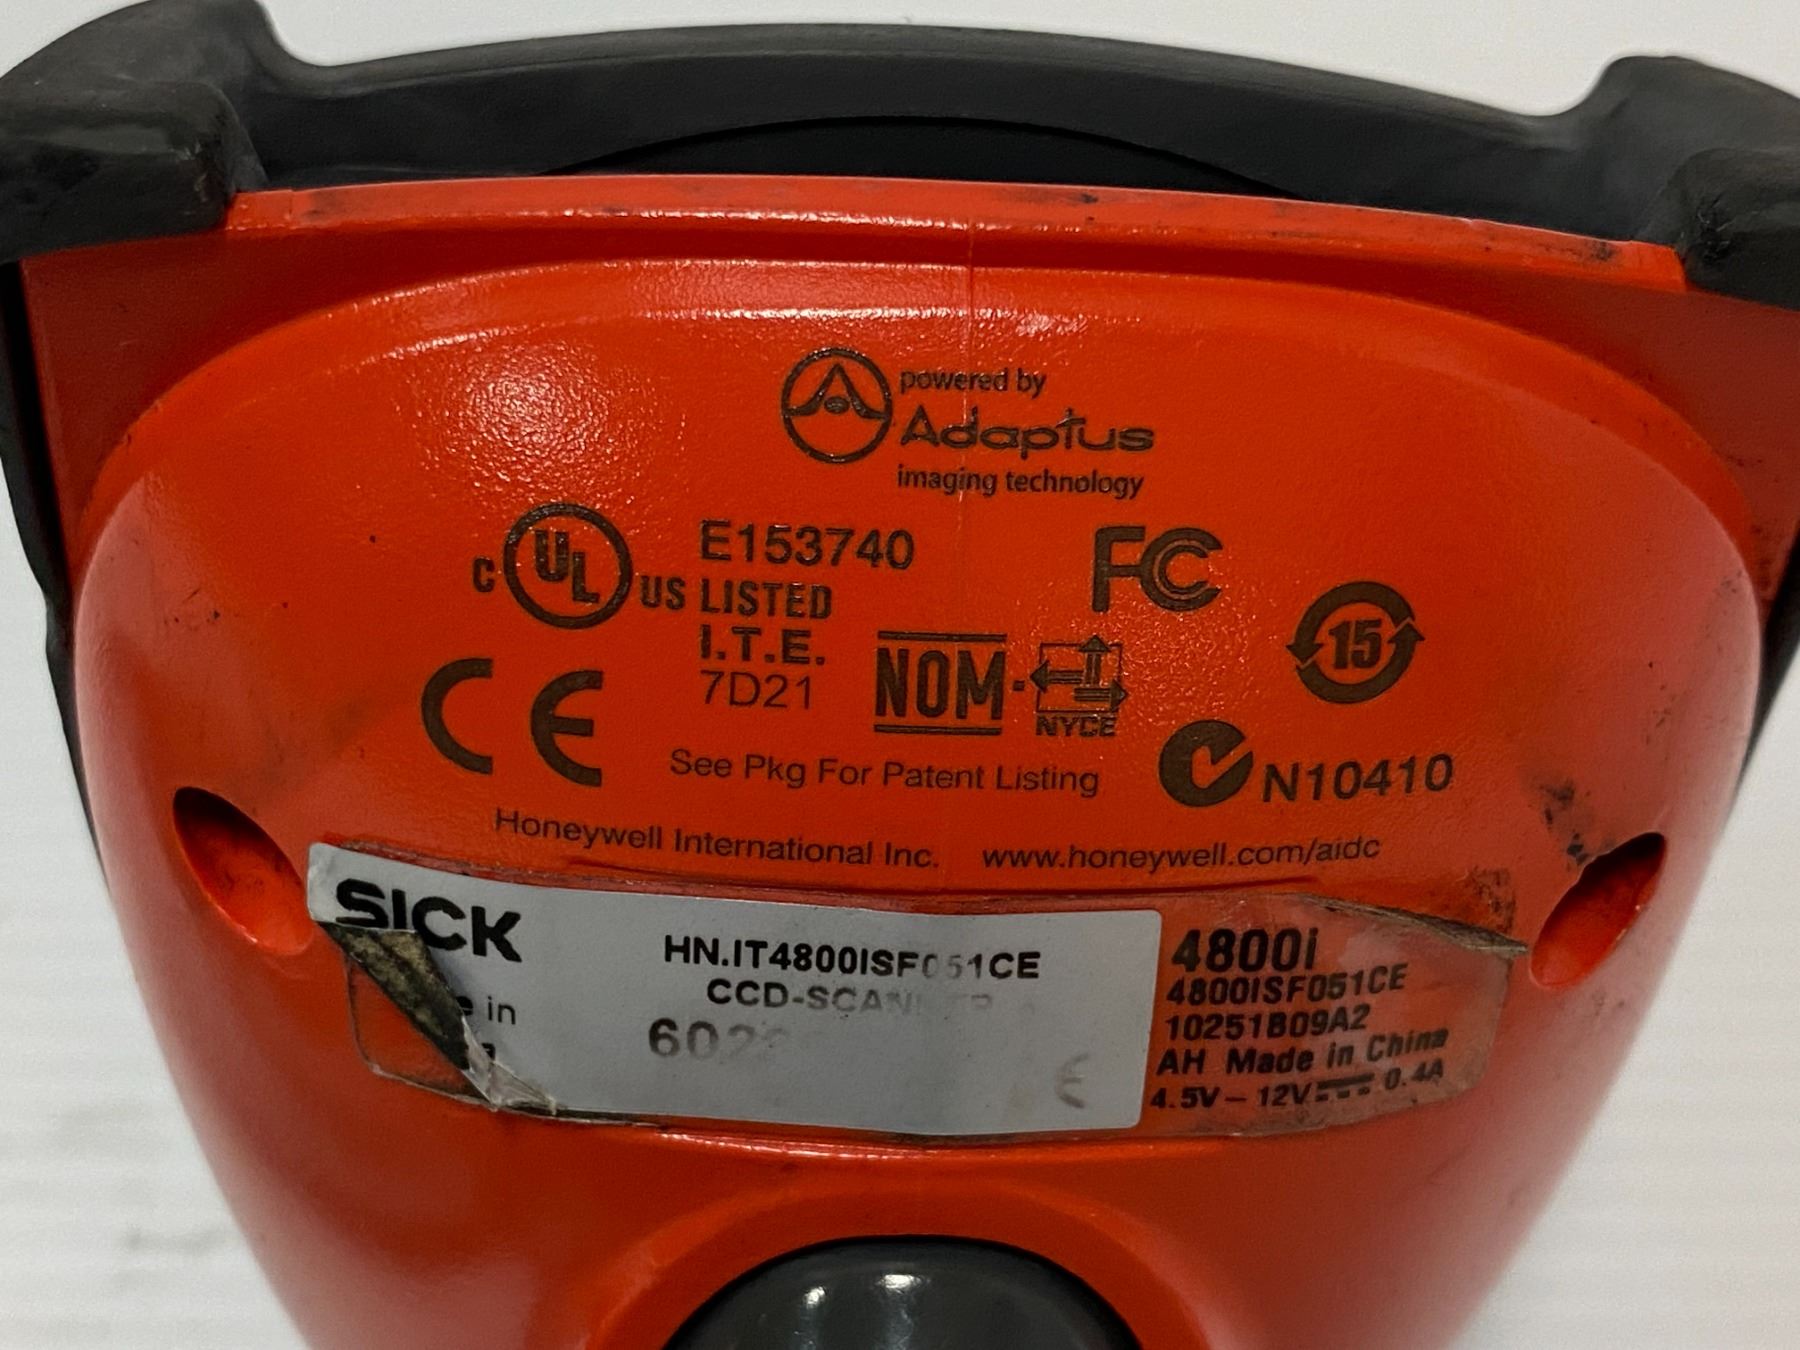 powered by
Adaptus
imaging technology
C UL US E153740
LISTED
I.T.E.
7D21
FC
15
CE
NOM-NYCE
N10410
See Pkg For Patent Listing
Honeywell International Inc. www.honeywell.com/aidc
SICK
HN.IT4800ISF051CE
in
4800i
4800ISF051CE
10251B09A2
AH Made in China
4.5V – 12V 0.4A